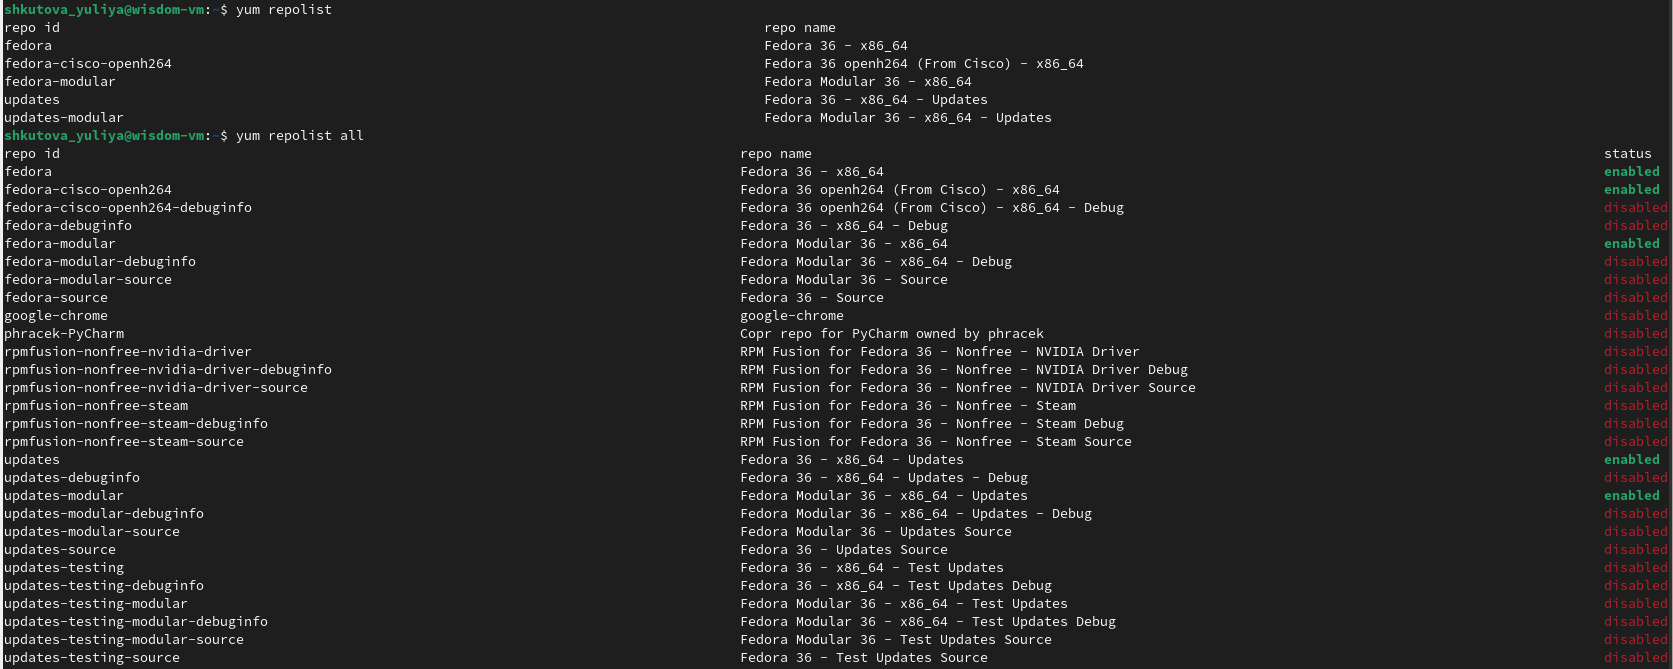 shkutova_yuliya@wisdom-vm:~$ yum repolist
repo id repo name
fedora Fedora 36 - x86_64
fedora-cisco-openh264 Fedora 36 openh264 (From Cisco) - x86_64
fedora-modular Fedora Modular 36 - x86_64
updates Fedora 36 - x86_64 - Updates
updates-modular Fedora Modular 36 - x86_64 - Updates
shkutova_yuliya@wisdom-vm:~$ yum repolist all
repo id repo name status
fedora Fedora 36 - x86_64 enabled
fedora-cisco-openh264 Fedora 36 openh264 (From Cisco) - x86_64 enabled
fedora-cisco-openh264-debuginfo Fedora 36 openh264 (From Cisco) - x86_64 - Debug disabled
fedora-debuginfo Fedora 36 - x86_64 - Debug disabled
fedora-modular Fedora Modular 36 - x86_64 enabled
fedora-modular-debuginfo Fedora Modular 36 - x86_64 - Debug disabled
fedora-modular-source Fedora Modular 36 - Source disabled
fedora-source Fedora 36 - Source disabled
google-chrome google-chrome disabled
phracek-PyCharm Copr repo for PyCharm owned by phracek disabled
rpmfusion-nonfree-nvidia-driver RPM Fusion for Fedora 36 - Nonfree - NVIDIA Driver disabled
rpmfusion-nonfree-nvidia-driver-debuginfo RPM Fusion for Fedora 36 - Nonfree - NVIDIA Driver Debug disabled
rpmfusion-nonfree-nvidia-driver-source RPM Fusion for Fedora 36 - Nonfree - NVIDIA Driver Source disabled
rpmfusion-nonfree-steam RPM Fusion for Fedora 36 - Nonfree - Steam disabled
rpmfusion-nonfree-steam-debuginfo RPM Fusion for Fedora 36 - Nonfree - Steam Debug disabled
rpmfusion-nonfree-steam-source RPM Fusion for Fedora 36 - Nonfree - Steam Source disabled
updates Fedora 36 - x86_64 - Updates enabled
updates-debuginfo Fedora 36 - x86_64 - Updates - Debug disabled
updates-modular Fedora Modular 36 - x86_64 - Updates enabled
updates-modular-debuginfo Fedora Modular 36 - x86_64 - Updates - Debug disabled
updates-modular-source Fedora Modular 36 - Updates Source disabled
updates-source Fedora 36 - Updates Source disabled
updates-testing Fedora 36 - x86_64 - Test Updates disabled
updates-testing-debuginfo Fedora 36 - x86_64 - Test Updates Debug disabled
updates-testing-modular Fedora Modular 36 - x86_64 - Test Updates disabled
updates-testing-modular-debuginfo Fedora Modular 36 - x86_64 - Test Updates Debug disabled
updates-testing-modular-source Fedora Modular 36 - Test Updates Source disabled
updates-testing-source Fedora 36 - Test Updates Source disabled